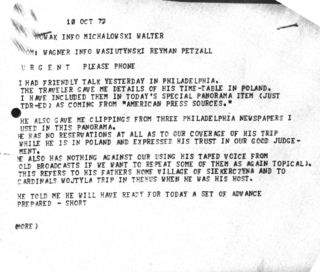 10 OCT 72
NOWAK INFO MICHALOWSKI WALTER
: WAGNER INFO WASIUTYNSKI REYMAN PETZALL
U R G E N T PLEASE PHONE
I HAD FRIENDLY TALK YESTERDAY IN PHILADELPHIA.
THE TRAVELER GAVE ME DETAILS OF HIS TIME-TABLE IN POLAND.
I HAVE INCLUDED THEM IN TODAY'S SPECIAL PANORAMA ITEM (JUST
TDR-ED) AS COMING FROM "AMERICAN PRESS SOURCES."
HE ALSO GAVE ME CLIPPINGS FROM THREE PHILADELPHIA NEWSPAPERS I
USED IN THIS PANORAMA.
HE HAS NO RESERVATIONS AT ALL AS TO OUR COVERAGE OF HIS TRIP
WHILE HE IS IN POLAND AND EXPRESSED HIS TRUST IN OUR GOOD JUDGE-
MENT.
HE ALSO HAS NOTHING AGAINST OUR USING HIS TAPED VOICE FROM
OLD BROADCASTS IF WE WANT TO REPEAT SOME OF THEM AS AGAIN TOPICAL).
THIS REFERS TO HIS FATHERS HOME VILLAGE OF SIEKERCZYNA AND TO
CARDINALS WOJTYLA TRIP IN THENUS WHEN HE WAS HIS HOST.
HE TOLD ME HE WILL HAVE READY FOR TODAY A SET OF ADVANCE
PREPARED - SHORT
(MORE)